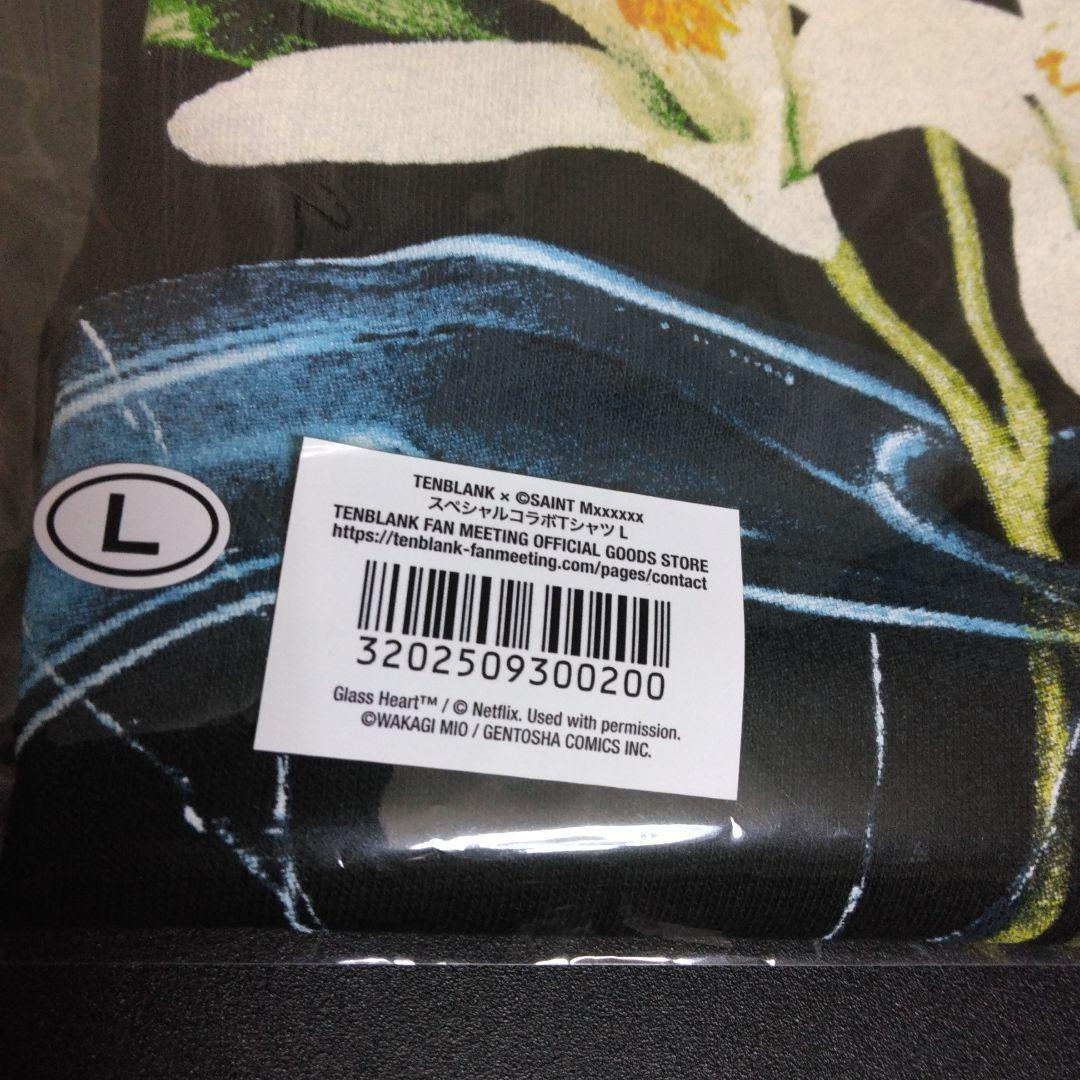 L
TENBLANK × ©SAINT Mxxxxxx
スペシャルコラボTシャツ L
TENBLANK FAN MEETING OFFICIAL GOODS STORE
https://tenblank-fanmeeting.com/pages/contact
3202509300200
Glass Heart™ / © Netflix. Used with permission.
©WAKAGI MIO / GENTOSHA COMICS INC.